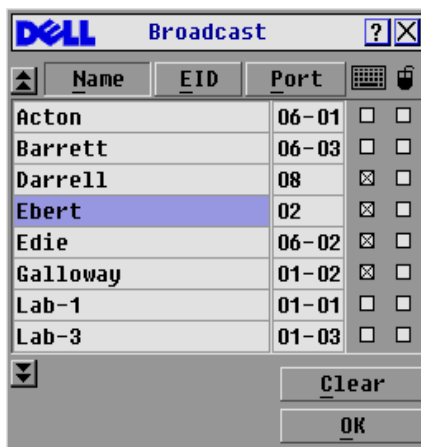 DELL Broadcast ? X
Name EID Port
Acton 06-01
Barrett 06-03
Darrell 08
Ebert 02
Edie 06-02
Galloway 01-02
Lab-1 01-01
Lab-3 01-03
Clear
OK